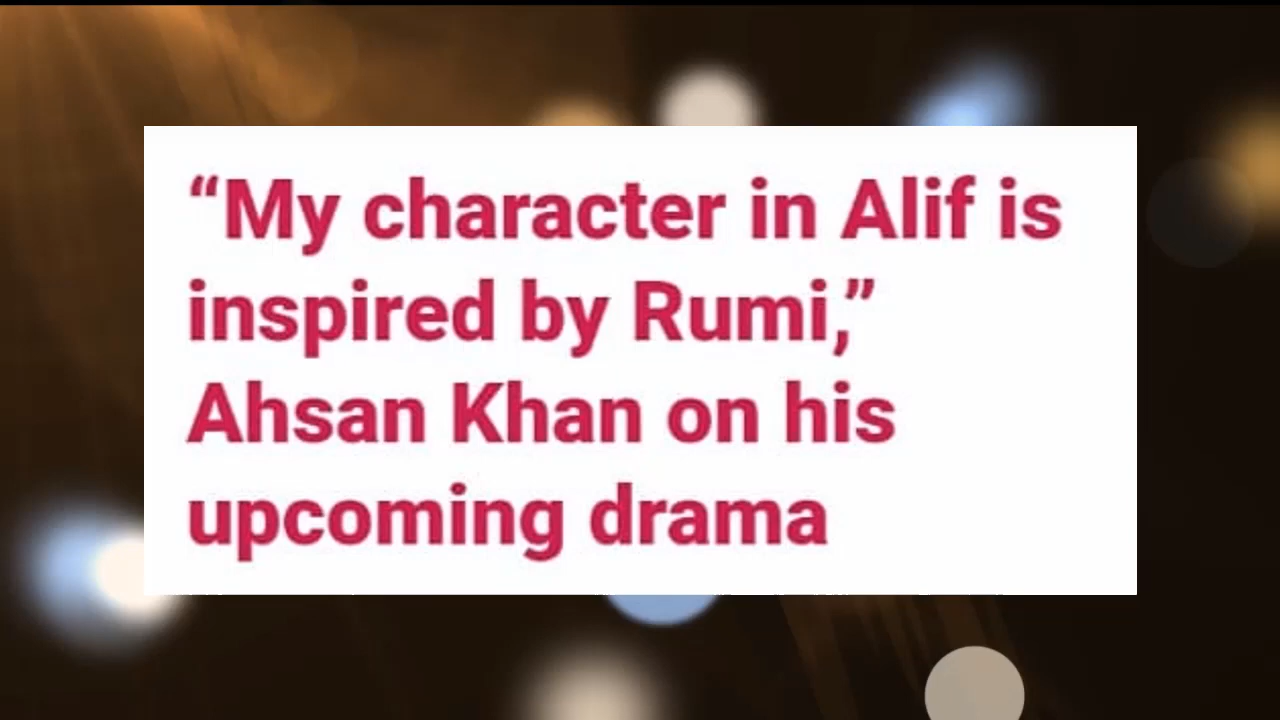 “My character in Alif is
inspired by Rumi,”
Ahsan Khan on his
upcoming drama